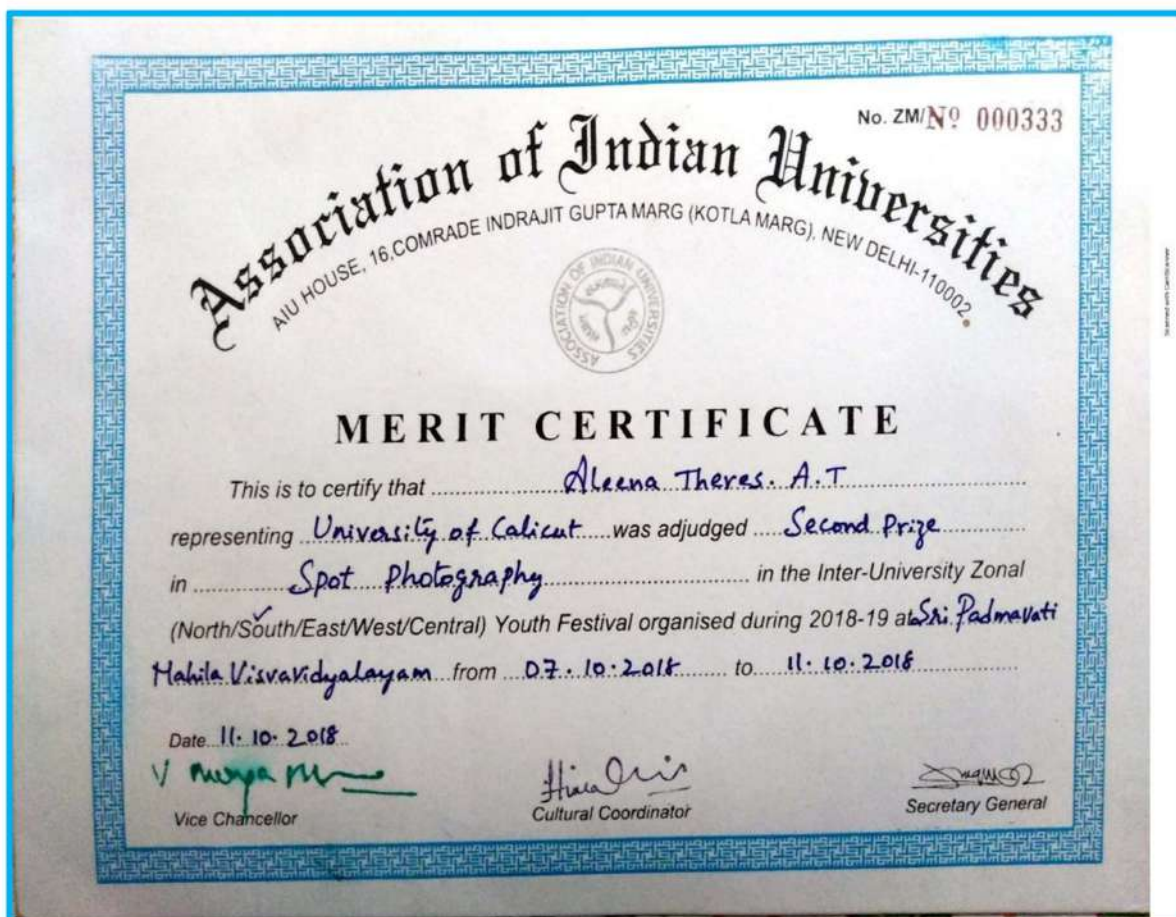 No. ZM/Nº 000333
Association of Indian Universities
AIU HOUSE, 16,COMRADE INDRAJIT GUPTA MARG (KOTLA MARG), NEW DELHI-110002.
ASSOCIATION OF INDIAN UNIVERSITIES
MERIT CERTIFICATE
This is to certify that Aleena Theres. A.T
representing University of Calicut was adjudged Second Prize
in Spot Photography in the Inter-University Zonal
(North/South/East/West/Central) Youth Festival organised during 2018-19 at Sri Padmavati
Mahila Visvavidyalayam from 07.10.2018 to 11.10.2018
Date 11.10.2018
Vice Chancellor
Cultural Coordinator
Secretary General